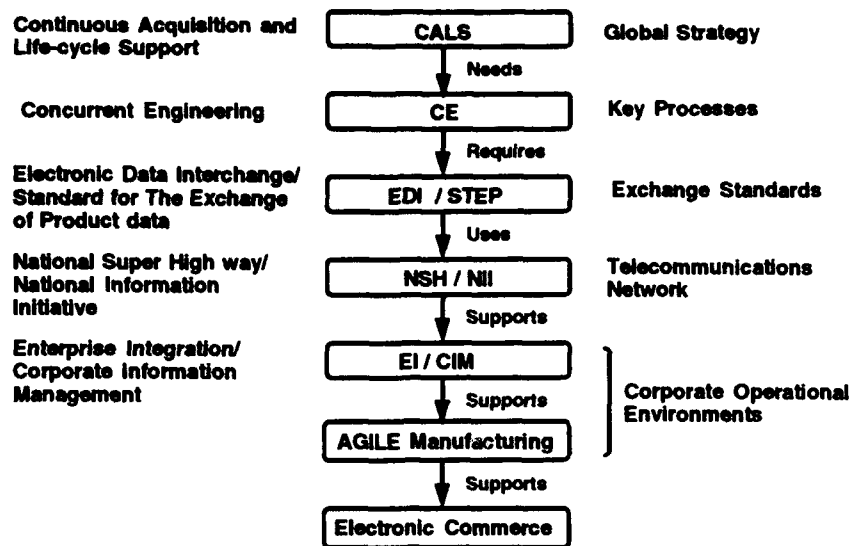 Continuous Acquisition and
Life-cycle Support
CALS
Global Strategy
Needs
Concurrent Engineering
CE
Key Processes
Requires
Electronic Data Interchange/
Standard for The Exchange
of Product data
EDI / STEP
Exchange Standards
Uses
National Super High way/
National Information
Initiative
NSH / NII
Telecommunications
Network
Supports
Enterprise Integration/
Corporate Information
Management
EI / CIM
Supports
Corporate Operational
Environments
AGILE Manufacturing
Supports
Electronic Commerce